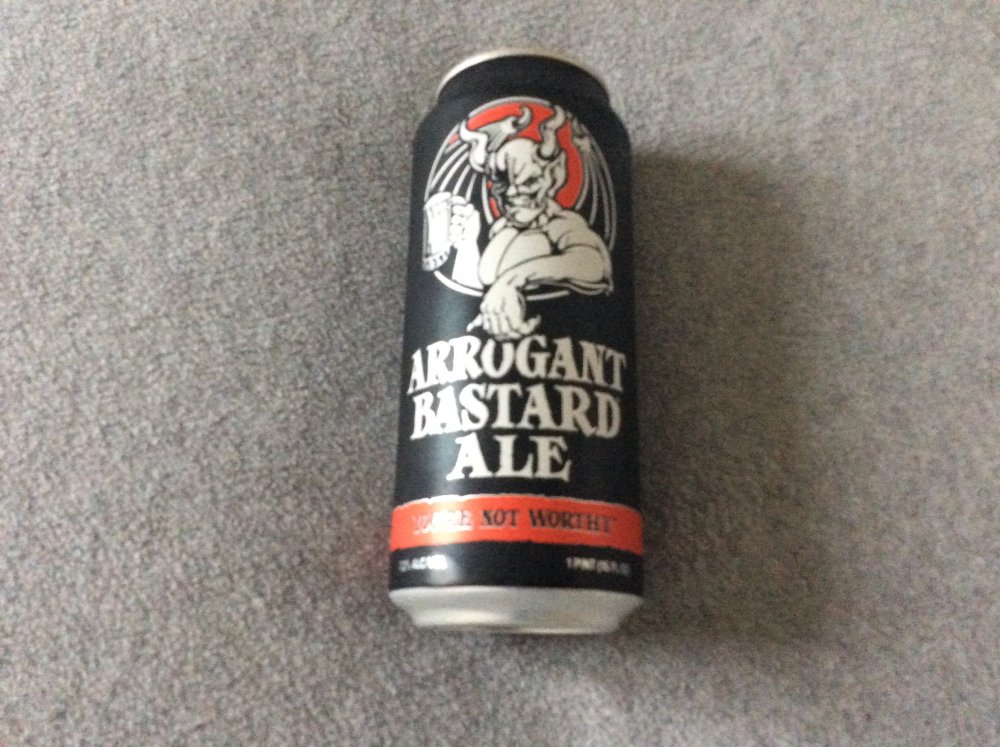 ARROGANT
BASTARD
ALE
YOU'RE NOT WORTHY
1 PINT